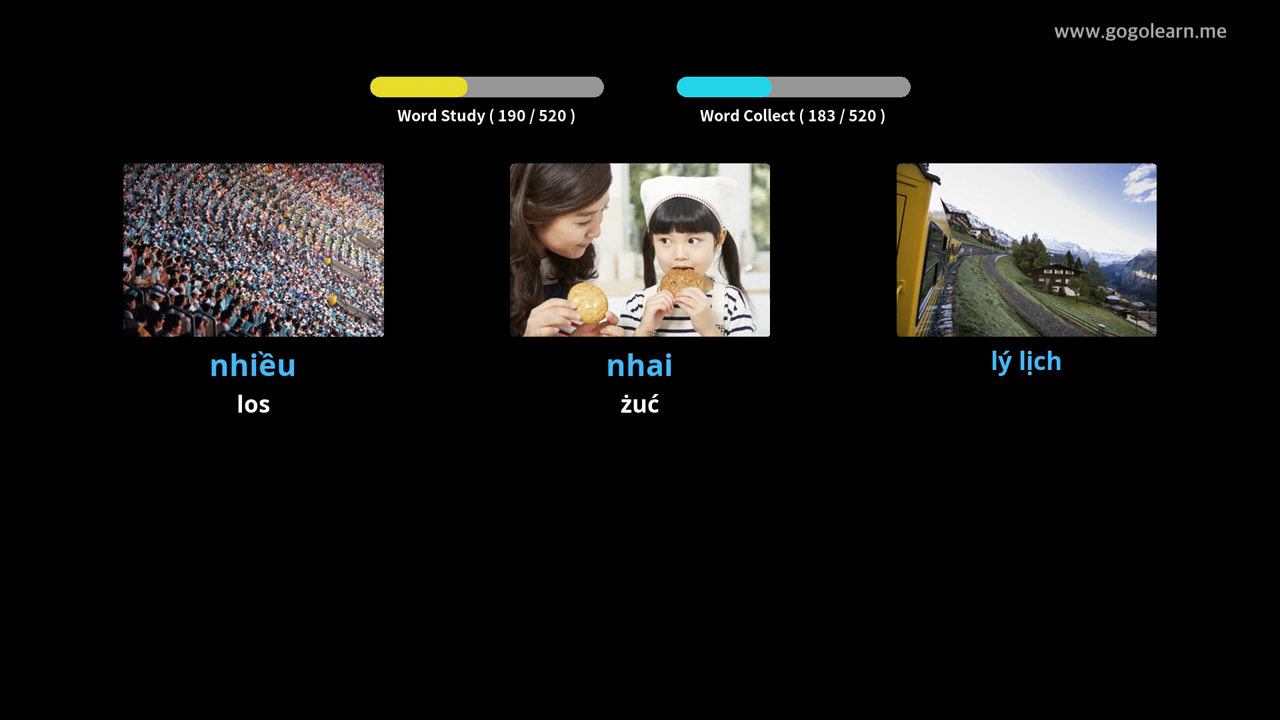 www.gogolearn.me
Word Study ( 190 / 520 )
Word Collect ( 183 / 520 )
nhiều
los
nhai
żuć
lý lịch